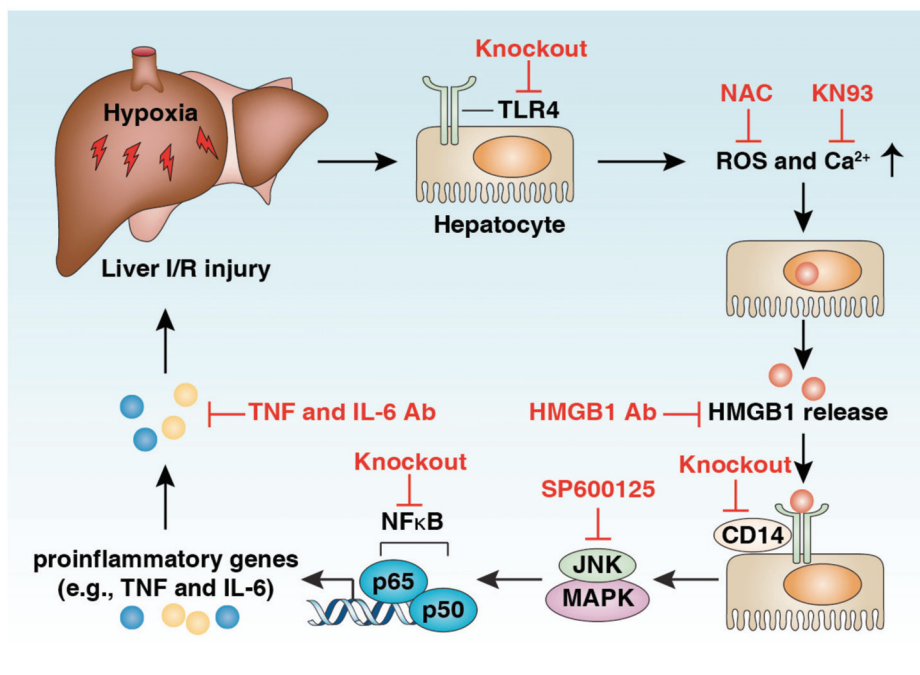 Knockout
Hypoxia
TLR4
NAC
KN93
ROS and Ca²⁺
Hepatocyte
Liver I/R injury
TNF and IL-6 Ab
HMGB1 Ab
HMGB1 release
Knockout
SP600125
Knockout
NFκB
CD14
JNK
MAPK
p65
p50
proinflammatory genes
(e.g., TNF and IL-6)